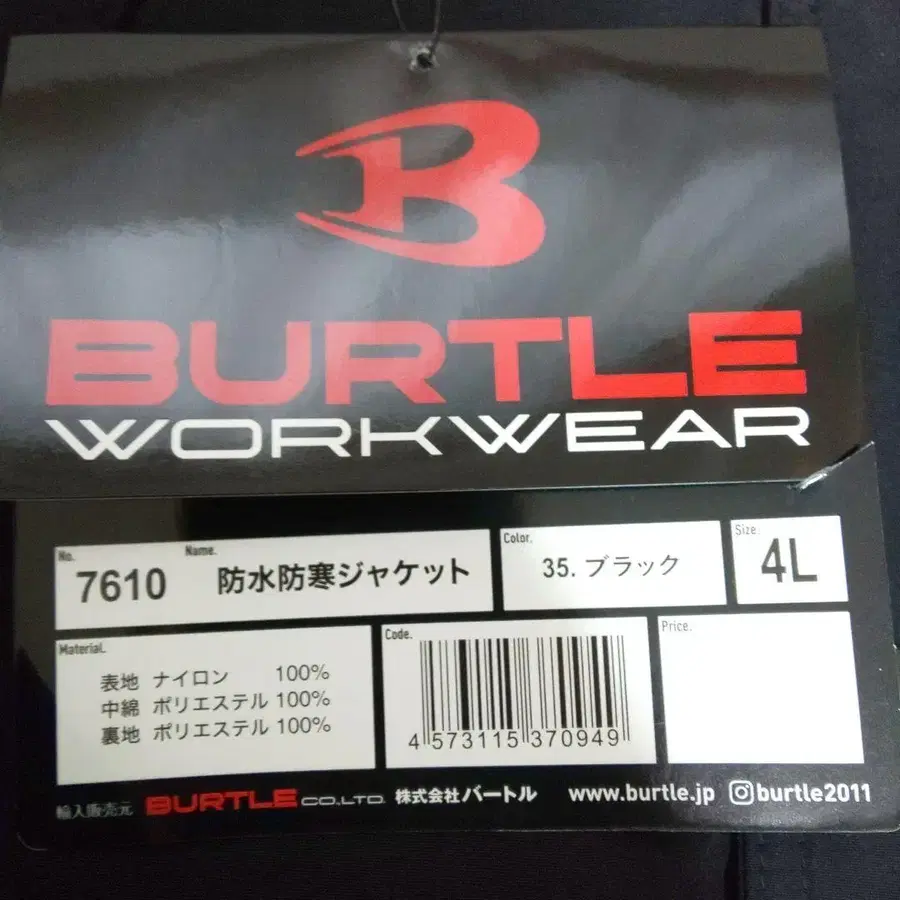 BURTLE
WORKWEAR
No. 7610 Name. 防水防寒ジャケット
Color. 35. ブラック
Size. 4L
Material.
表地 ナイロン 100%
中綿 ポリエステル 100%
裏地 ポリエステル 100%
Code.
4 573115 370949
Price.
輸入販売元 BURTLE CO.,LTD. 株式会社バートル www.burtle.jp burtle2011